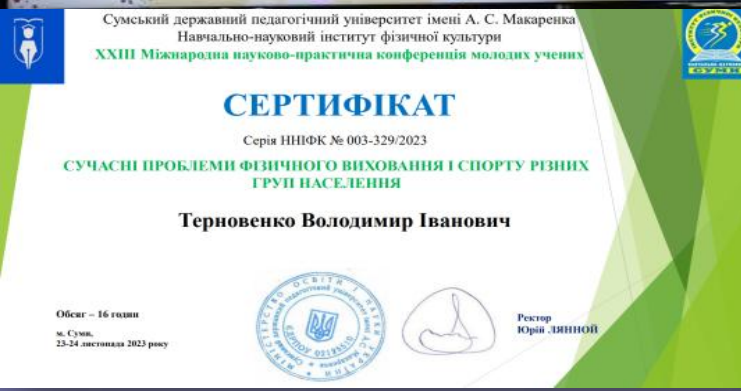 Сумський державний педагогічний університет імені А. С. Макаренка
Навчально-науковий інститут фізичної культури
XXIII Міжнародна науково-практична конференція молодих учених
СЕРТИФІКАТ
Серія ННІФК № 003-329/2023
СУЧАСНІ ПРОБЛЕМИ ФІЗИЧНОГО ВИХОВАННЯ І СПОРТУ РІЗНИХ
ГРУП НАСЕЛЕННЯ
Терновенко Володимир Іванович
Обсяг – 16 годин
м. Суми,
23-24 листопада 2023 року
Ректор
Юрій ЛЯННОЙ
СУМИ